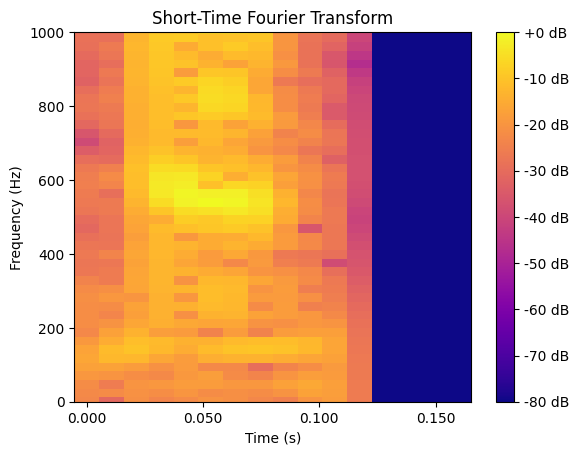 Short-Time Fourier Transform
Frequency (Hz)
1000
800
600
400
200
0
0.000
0.050
0.100
0.150
Time (s)
+0 dB
-10 dB
-20 dB
-30 dB
-40 dB
-50 dB
-60 dB
-70 dB
-80 dB